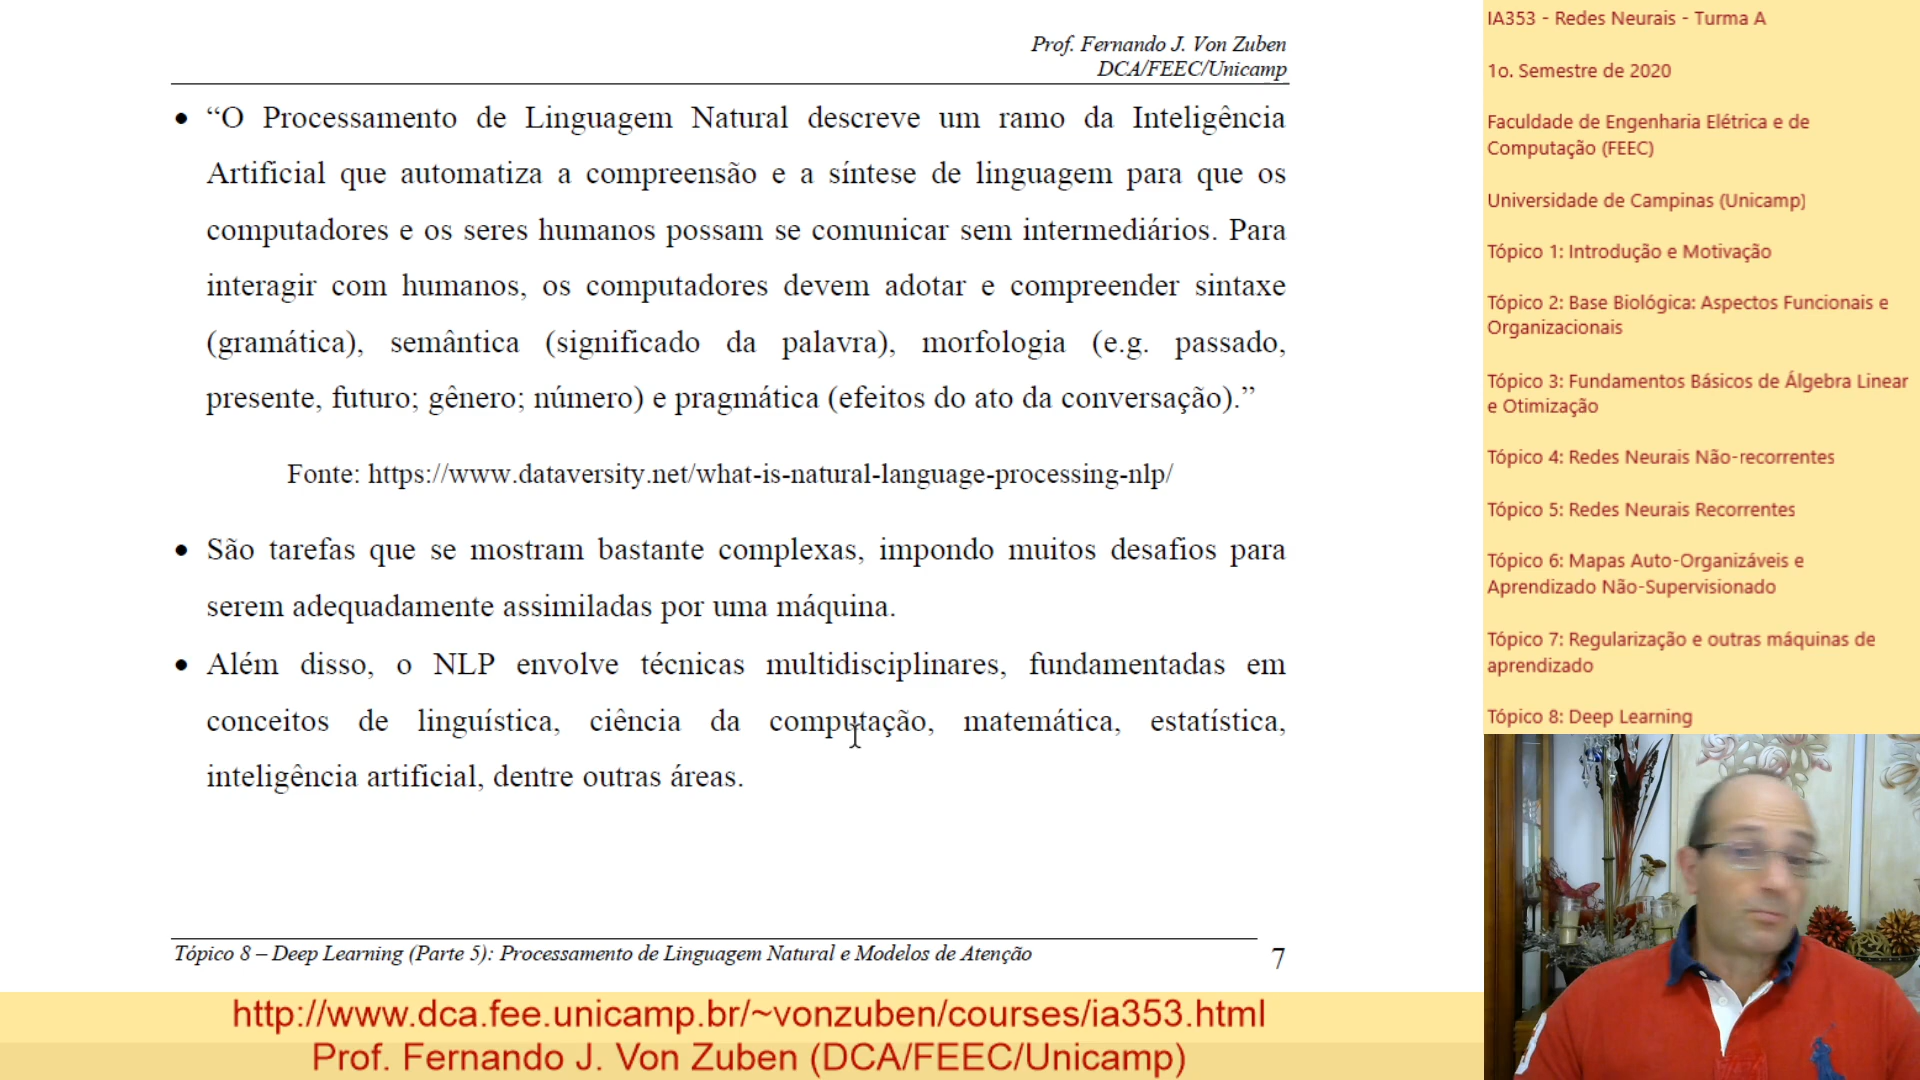 Prof. Fernando J. Von Zuben
DCA/FEEC/Unicamp
• “O Processamento de Linguagem Natural descreve um ramo da Inteligência
Artificial que automatiza a compreensão e a síntese de linguagem para que os
computadores e os seres humanos possam se comunicar sem intermediários. Para
interagir com humanos, os computadores devem adotar e compreender sintaxe
(gramática), semântica (significado da palavra), morfologia (e.g. passado,
presente, futuro; gênero; número) e pragmática (efeitos do ato da conversação).”
Fonte: https://www.dataversity.net/what-is-natural-language-processing-nlp/
• São tarefas que se mostram bastante complexas, impondo muitos desafios para
serem adequadamente assimiladas por uma máquina.
• Além disso, o NLP envolve técnicas multidisciplinares, fundamentadas em
conceitos de linguística, ciência da computação, matemática, estatística,
inteligência artificial, dentre outras áreas.
Tópico 8 – Deep Learning (Parte 5): Processamento de Linguagem Natural e Modelos de Atenção
7
http://www.dca.fee.unicamp.br/~vonzuben/courses/ia353.html
Prof. Fernando J. Von Zuben (DCA/FEEC/Unicamp)
IA353 - Redes Neurais - Turma A
1o. Semestre de 2020
Faculdade de Engenharia Elétrica e de
Computação (FEEC)
Universidade de Campinas (Unicamp)
Tópico 1: Introdução e Motivação
Tópico 2: Base Biológica: Aspectos Funcionais e
Organizacionais
Tópico 3: Fundamentos Básicos de Álgebra Linear
e Otimização
Tópico 4: Redes Neurais Não-recorrentes
Tópico 5: Redes Neurais Recorrentes
Tópico 6: Mapas Auto-Organizáveis e
Aprendizado Não-Supervisionado
Tópico 7: Regularização e outras máquinas de
aprendizado
Tópico 8: Deep Learning